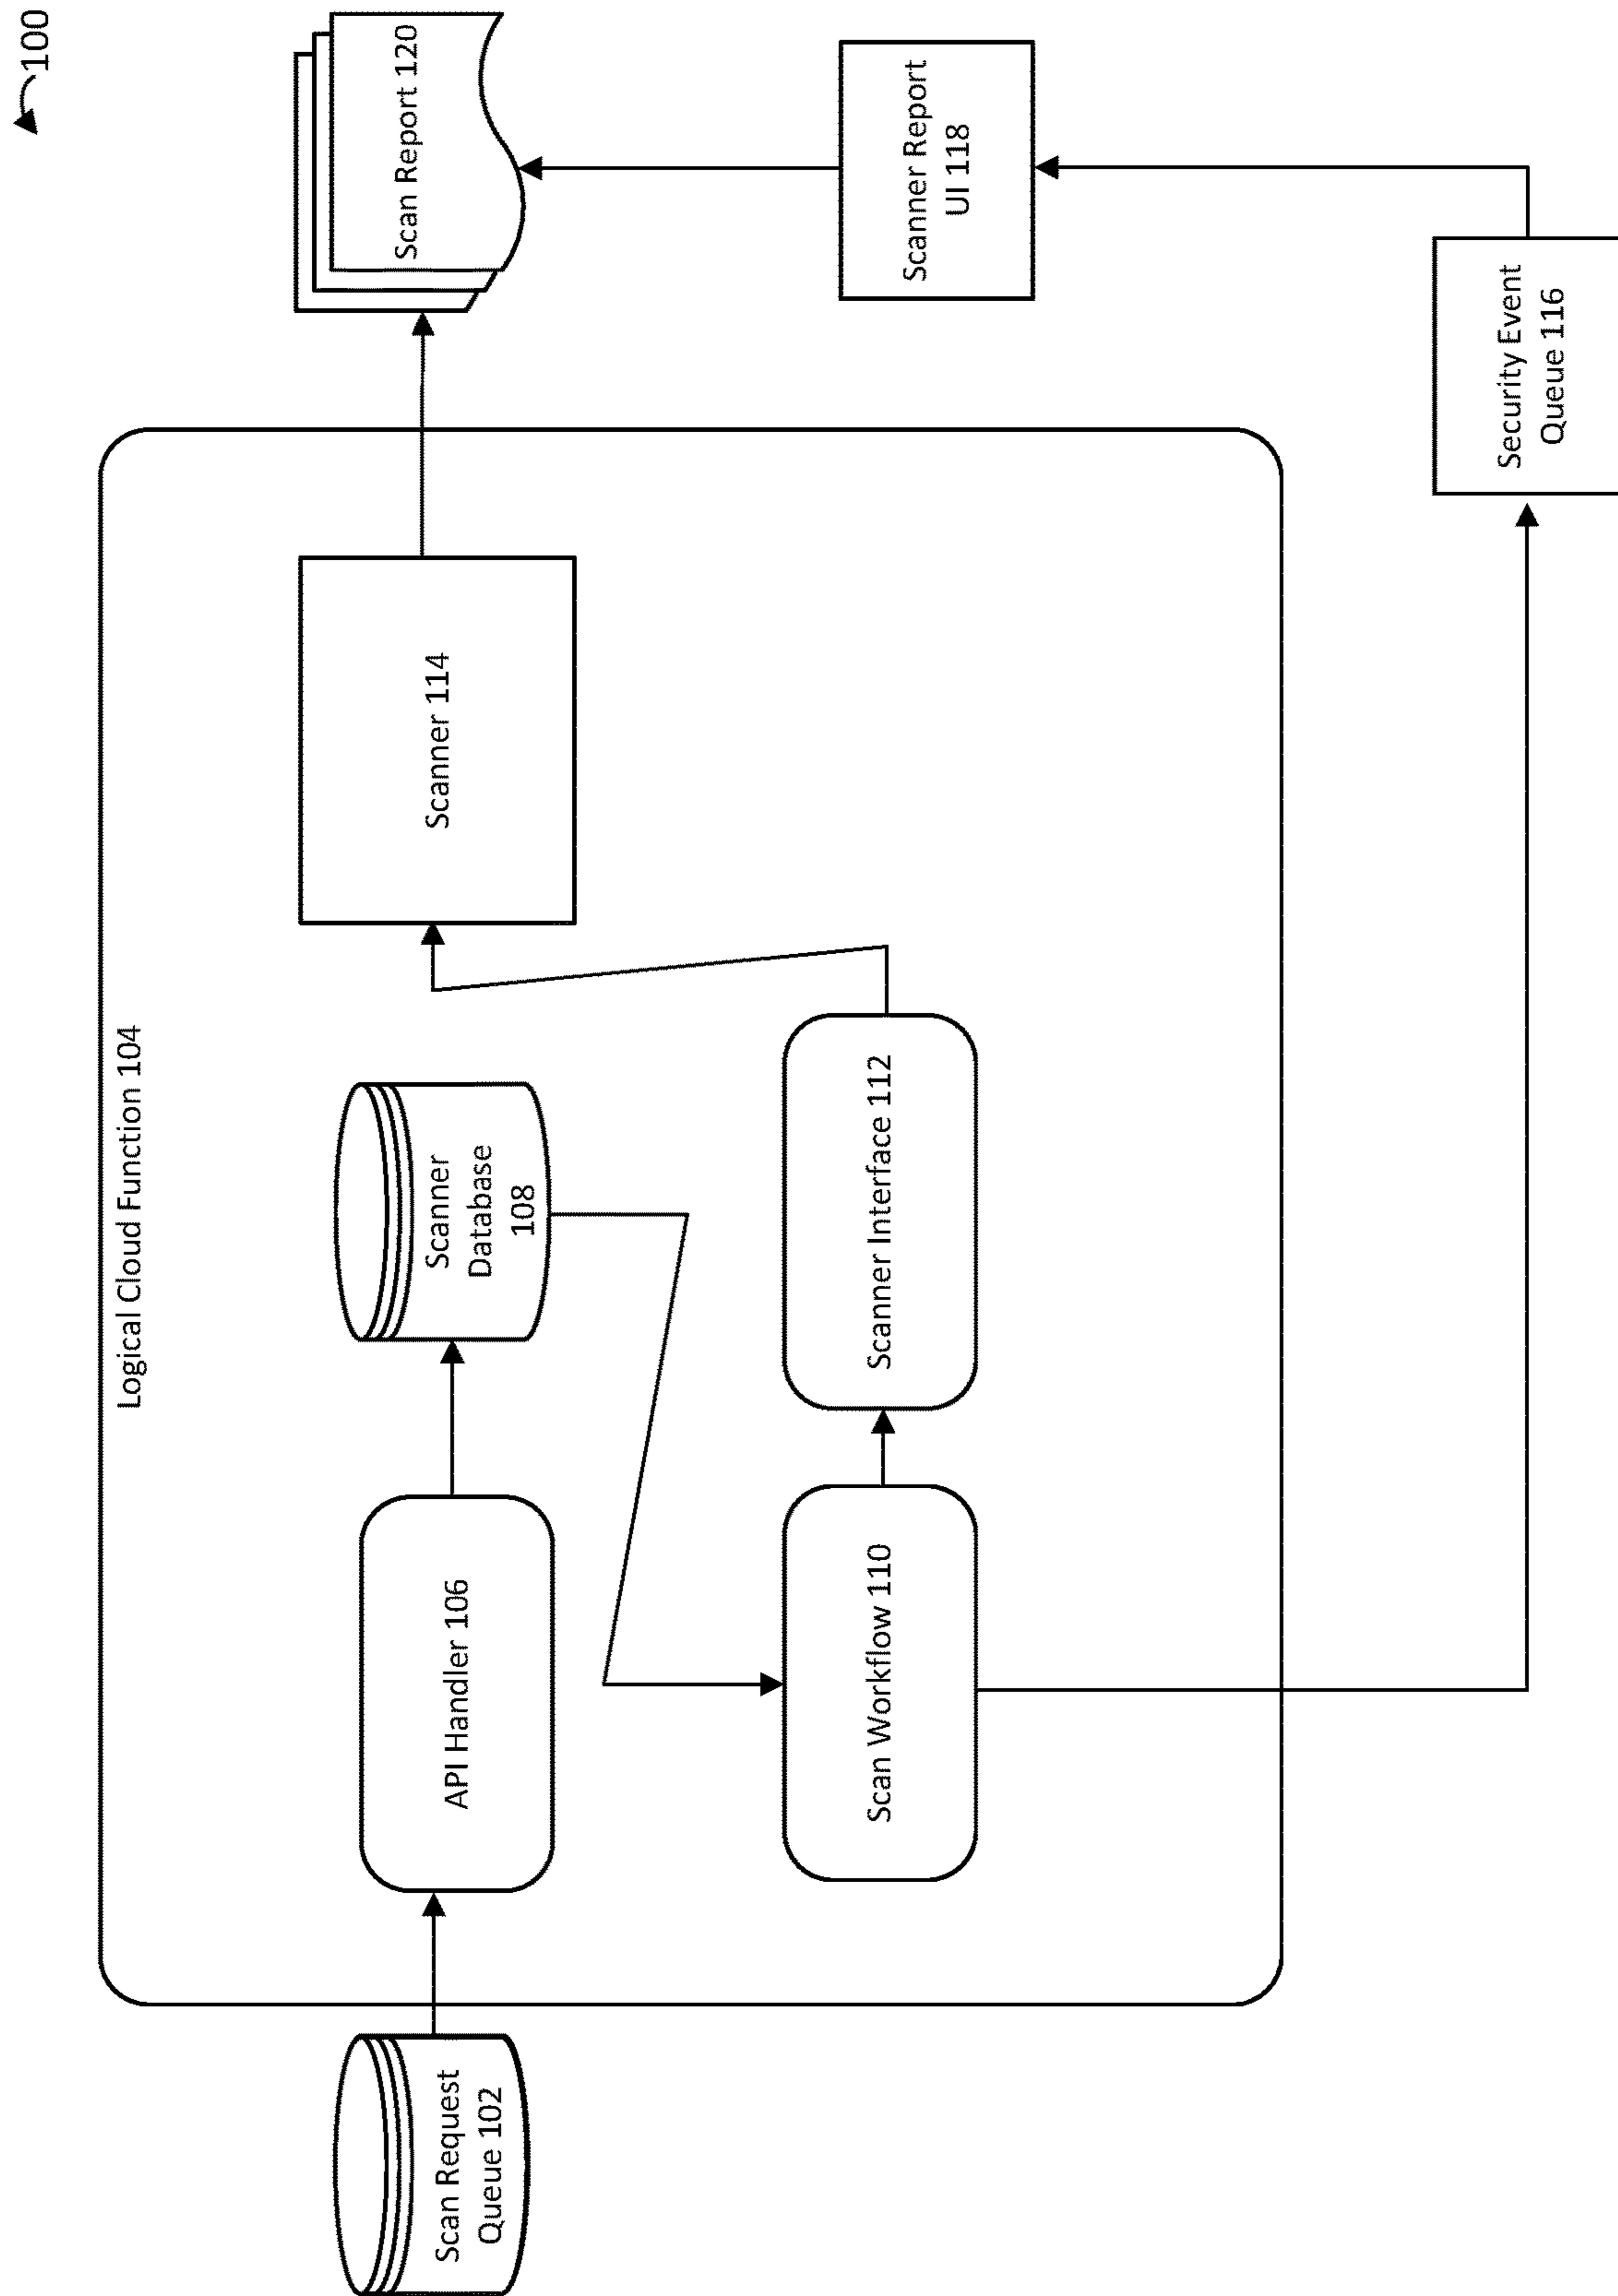 100
Logical Cloud Function 104
Scan Request
Queue 102
API Handler 106
Scanner
Database
108
Scanner 114
Scan Report 120
Scan Workflow 110
Scanner Interface 112
Scanner Report
UI 118
Security Event
Queue 116